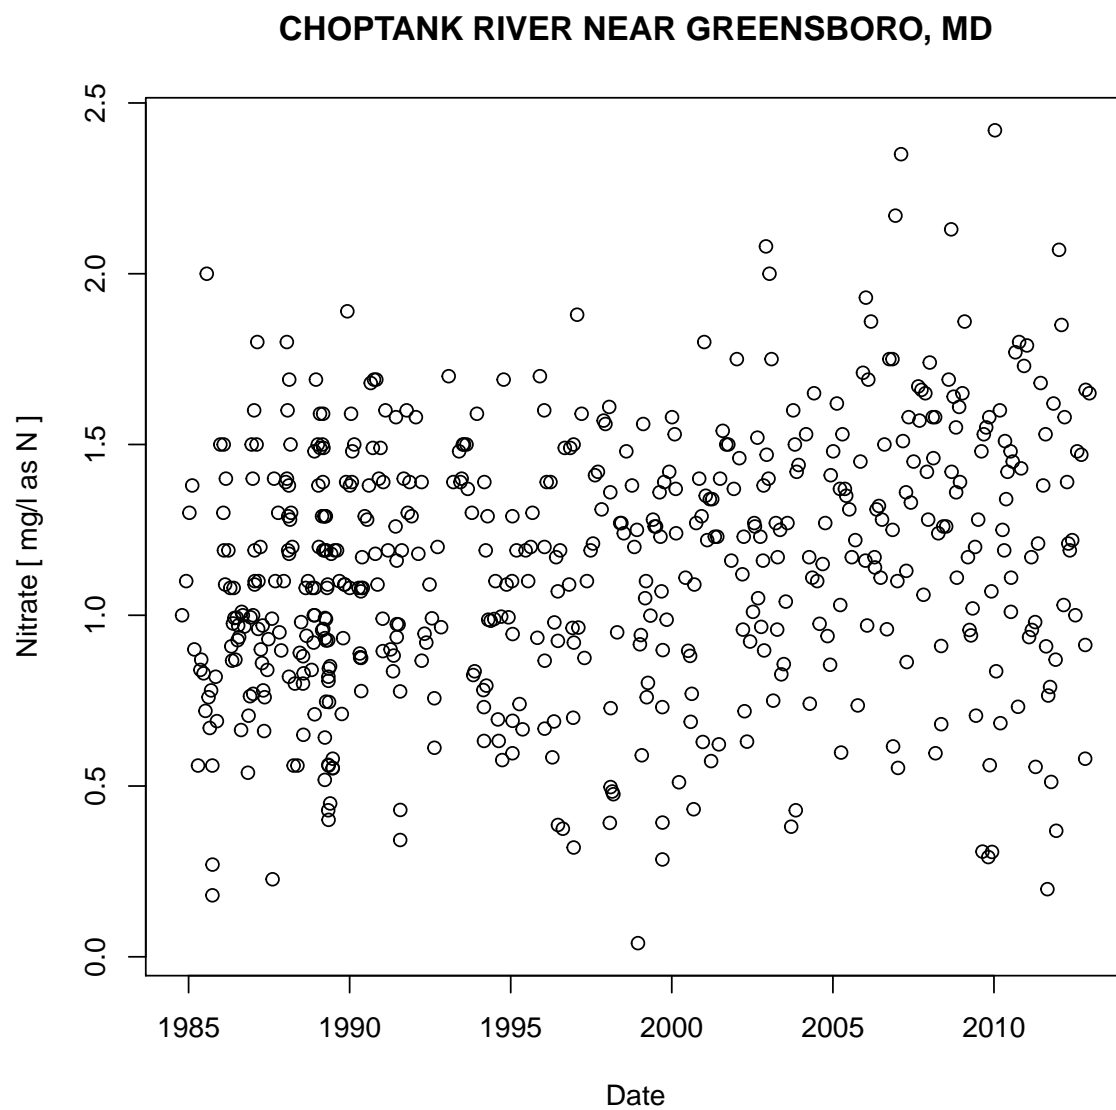 CHOPTANK RIVER NEAR GREENSBORO, MD
2.5
2.0
1.5
1.0
0.5
0.0
Nitrate [ mg/l as N ]
1985 1990 1995 2000 2005 2010
Date